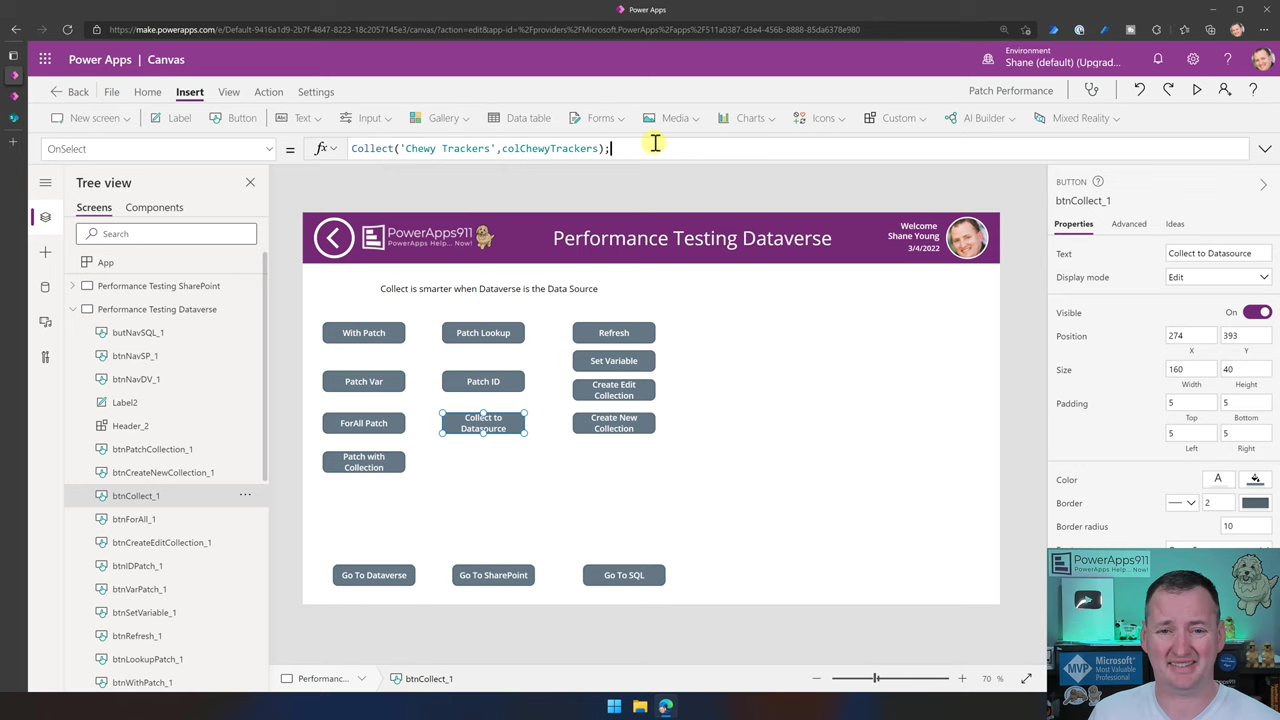 Power Apps
https://make.powerapps.com/e/Default-9416a1d9-2b7f-4847-8223-18c2057145e3/canvas/?action=edit&app-id=%2Fproviders%2FMicrosoft.PowerApps%2Fapps%2F511a0387-d3e4-456b-8888-85da6378e980
Power Apps | Canvas
Environment
Shane (default) (Upgrad...
Back File Home Insert View Action Settings
Patch Performance
New screen Label Button Text Input Gallery Data table Forms Media Charts Icons Custom AI Builder Mixed Reality
OnSelect = fx Collect('Chewy Trackers',colChewyTrackers);
Tree view
Screens Components
Search
App
Performance Testing SharePoint
Performance Testing Dataverse
butNavSQL_1
btnNavSP_1
btnNavDV_1
Label2
Header_2
btnPatchCollection_1
btnCreateNewCollection_1
btnCollect_1
btnForAll_1
btnCreateEditCollection_1
btnIDPatch_1
btnVarPatch_1
btnSetVariable_1
btnRefresh_1
btnLookupPatch_1
btnWithPatch_1
PowerApps911
PowerApps Help... Now!
Performance Testing Dataverse
Welcome
Shane Young
3/4/2022
Collect is smarter when Dataverse is the Data Source
With Patch Patch Lookup Refresh
Set Variable
Patch Var Patch ID Create Edit
Collection
ForAll Patch Collect to
Datasource Create New
Collection
Patch with
Collection
Go To Dataverse Go To SharePoint Go To SQL
Performanc... btnCollect_1
70 %
BUTTON
btnCollect_1
Properties Advanced Ideas
Text Collect to Datasource
Display mode Edit
Visible On
Position 274 393
X Y
Size 160 40
Width Height
Padding 5 5
Top Bottom
5 5
Left Right
Color A
Border 2
Border radius 10
PowerApps911
PowerApps Help... Now!
MVP Microsoft
Most Valuable
Professional